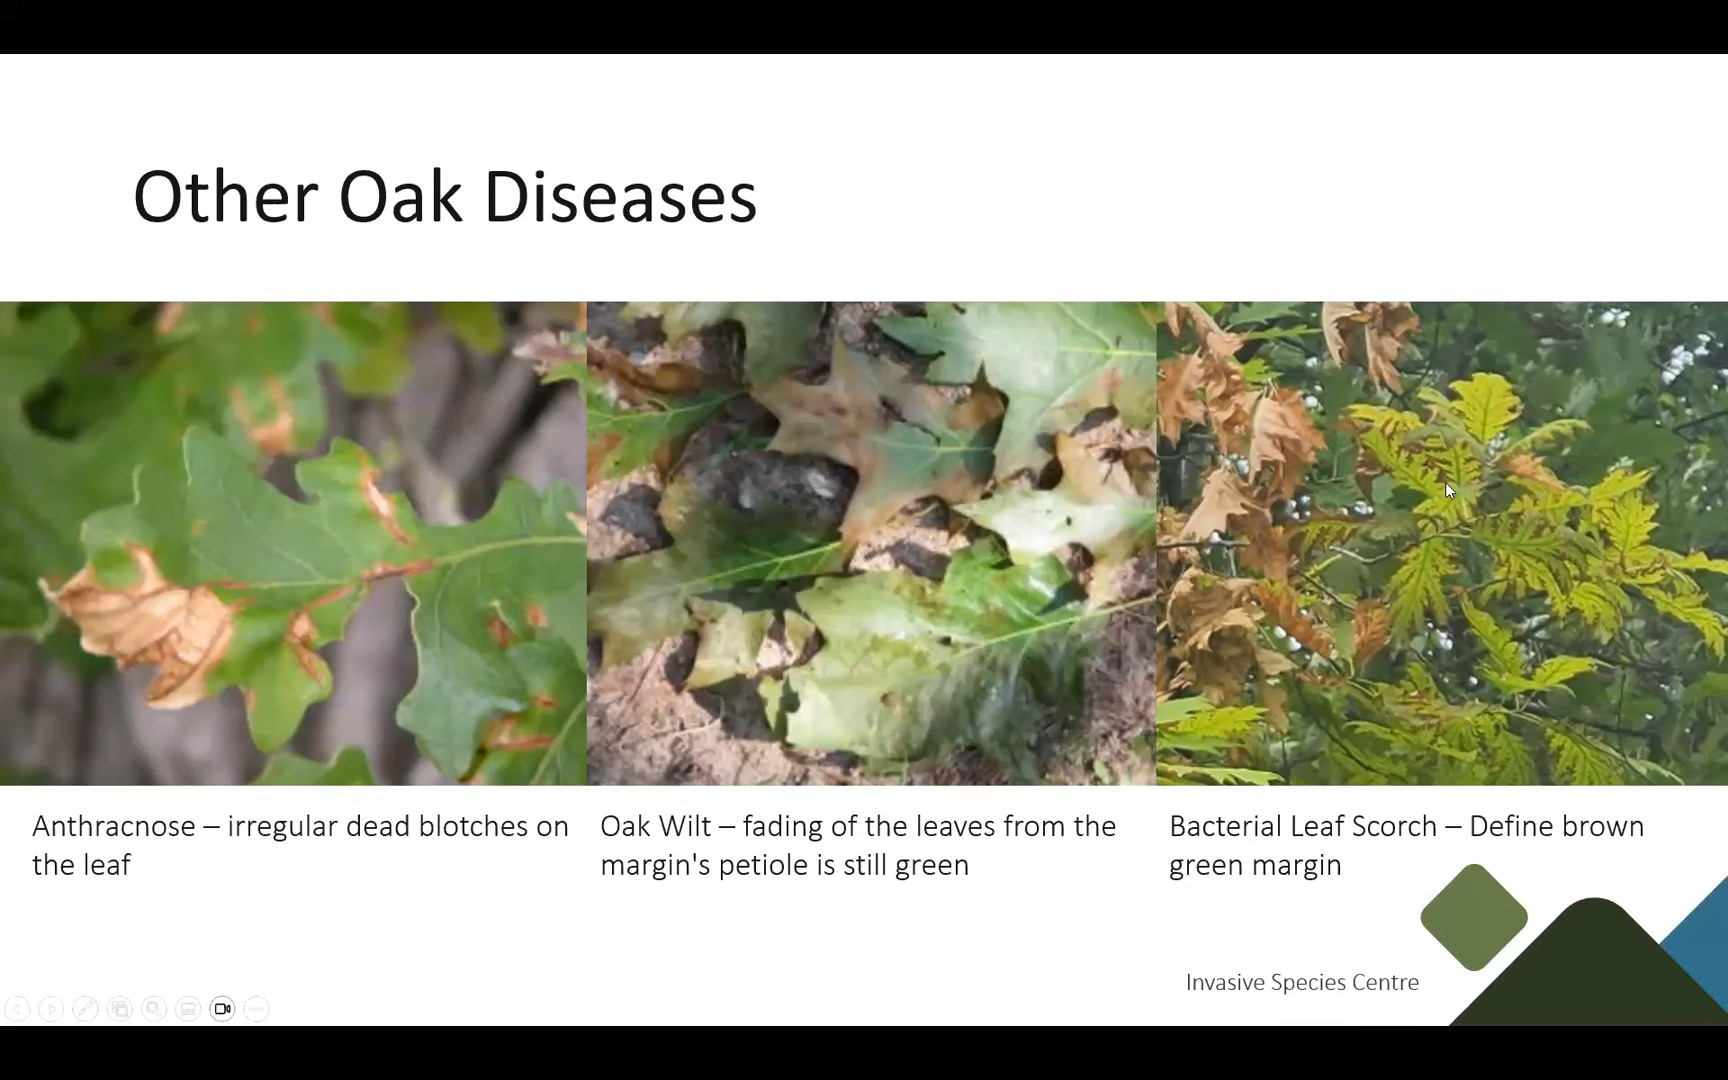 Other Oak Diseases
Anthracnose – irregular dead blotches on
the leaf
Oak Wilt – fading of the leaves from the
margin's petiole is still green
Bacterial Leaf Scorch – Define brown
green margin
Invasive Species Centre